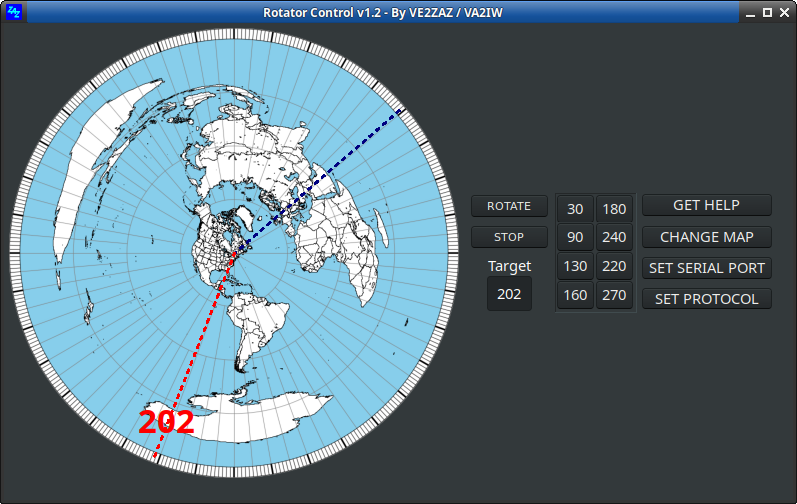 ZAZ
Rotator Control v1.2 - By VE2ZAZ / VA2IW
ROTATE
30
180
GET HELP
STOP
90
240
CHANGE MAP
Target
130
220
SET SERIAL PORT
202
160
270
SET PROTOCOL
202